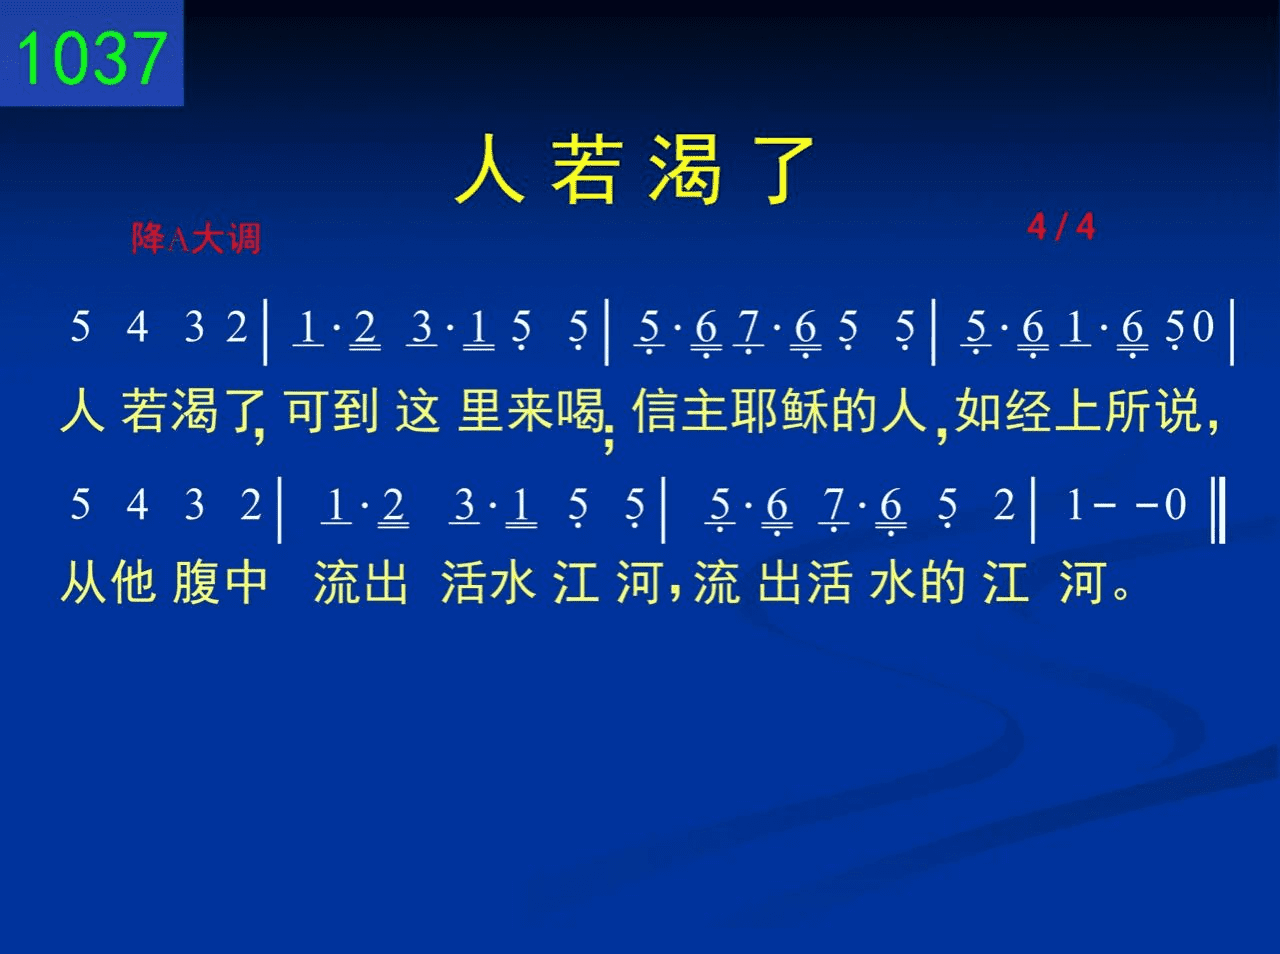 1037
人若渴了
降A大调 4/4
5 4 3 2 | 1·2 3·1 5 5 | 5·6 7·6 5 5 | 5·6 1·6 5 0 |
人若渴了,可到这里来喝;信主耶稣的人,如经上所说,
5 4 3 2 | 1·2 3·1 5 5 | 5·6 7·6 5 2 | 1 - - 0 ‖
从他腹中流出活水江河,流出活水的江河。